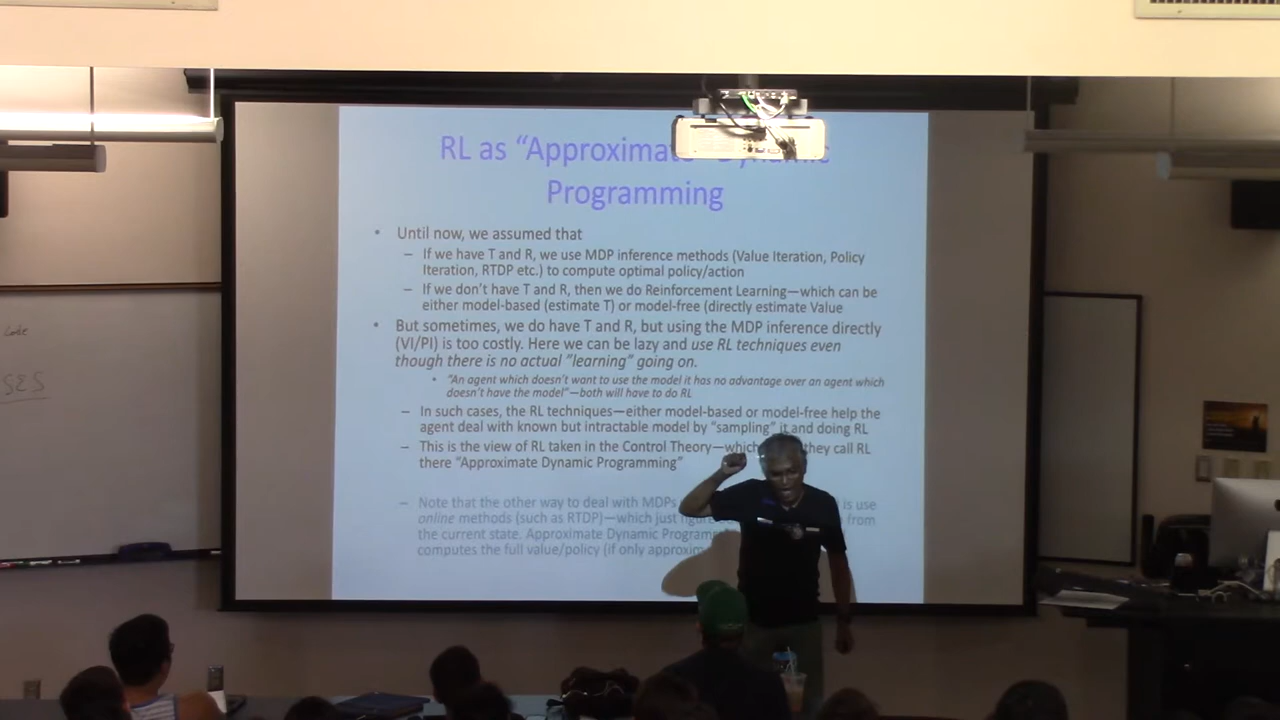 RL as “Approximate” Dynamic
Programming
• Until now, we assumed that
– If we have T and R, we use MDP inference methods (Value Iteration, Policy
Iteration, RTDP etc.) to compute optimal policy/action
– If we don’t have T and R, then we do Reinforcement Learning—which can be
either model-based (estimate T) or model-free (directly estimate Value
• But sometimes, we do have T and R, but using the MDP inference directly
(VI/PI) is too costly. Here we can be lazy and use RL techniques even
though there is no actual “learning” going on.
• “An agent which doesn’t want to use the model it has no advantage over an agent which
doesn’t have the model”—both will have to do RL
– In such cases, the RL techniques—either model-based or model-free help the
agent deal with known but intractable model by “sampling” it and doing RL
– This is the view of RL taken in the Control Theory—which they call RL
there “Approximate Dynamic Programming”
– Note that the other way to deal with MDPs is use
online methods (such as RTDP)—which just from
the current state. Approximate Dynamic
computes the full value/policy (if only